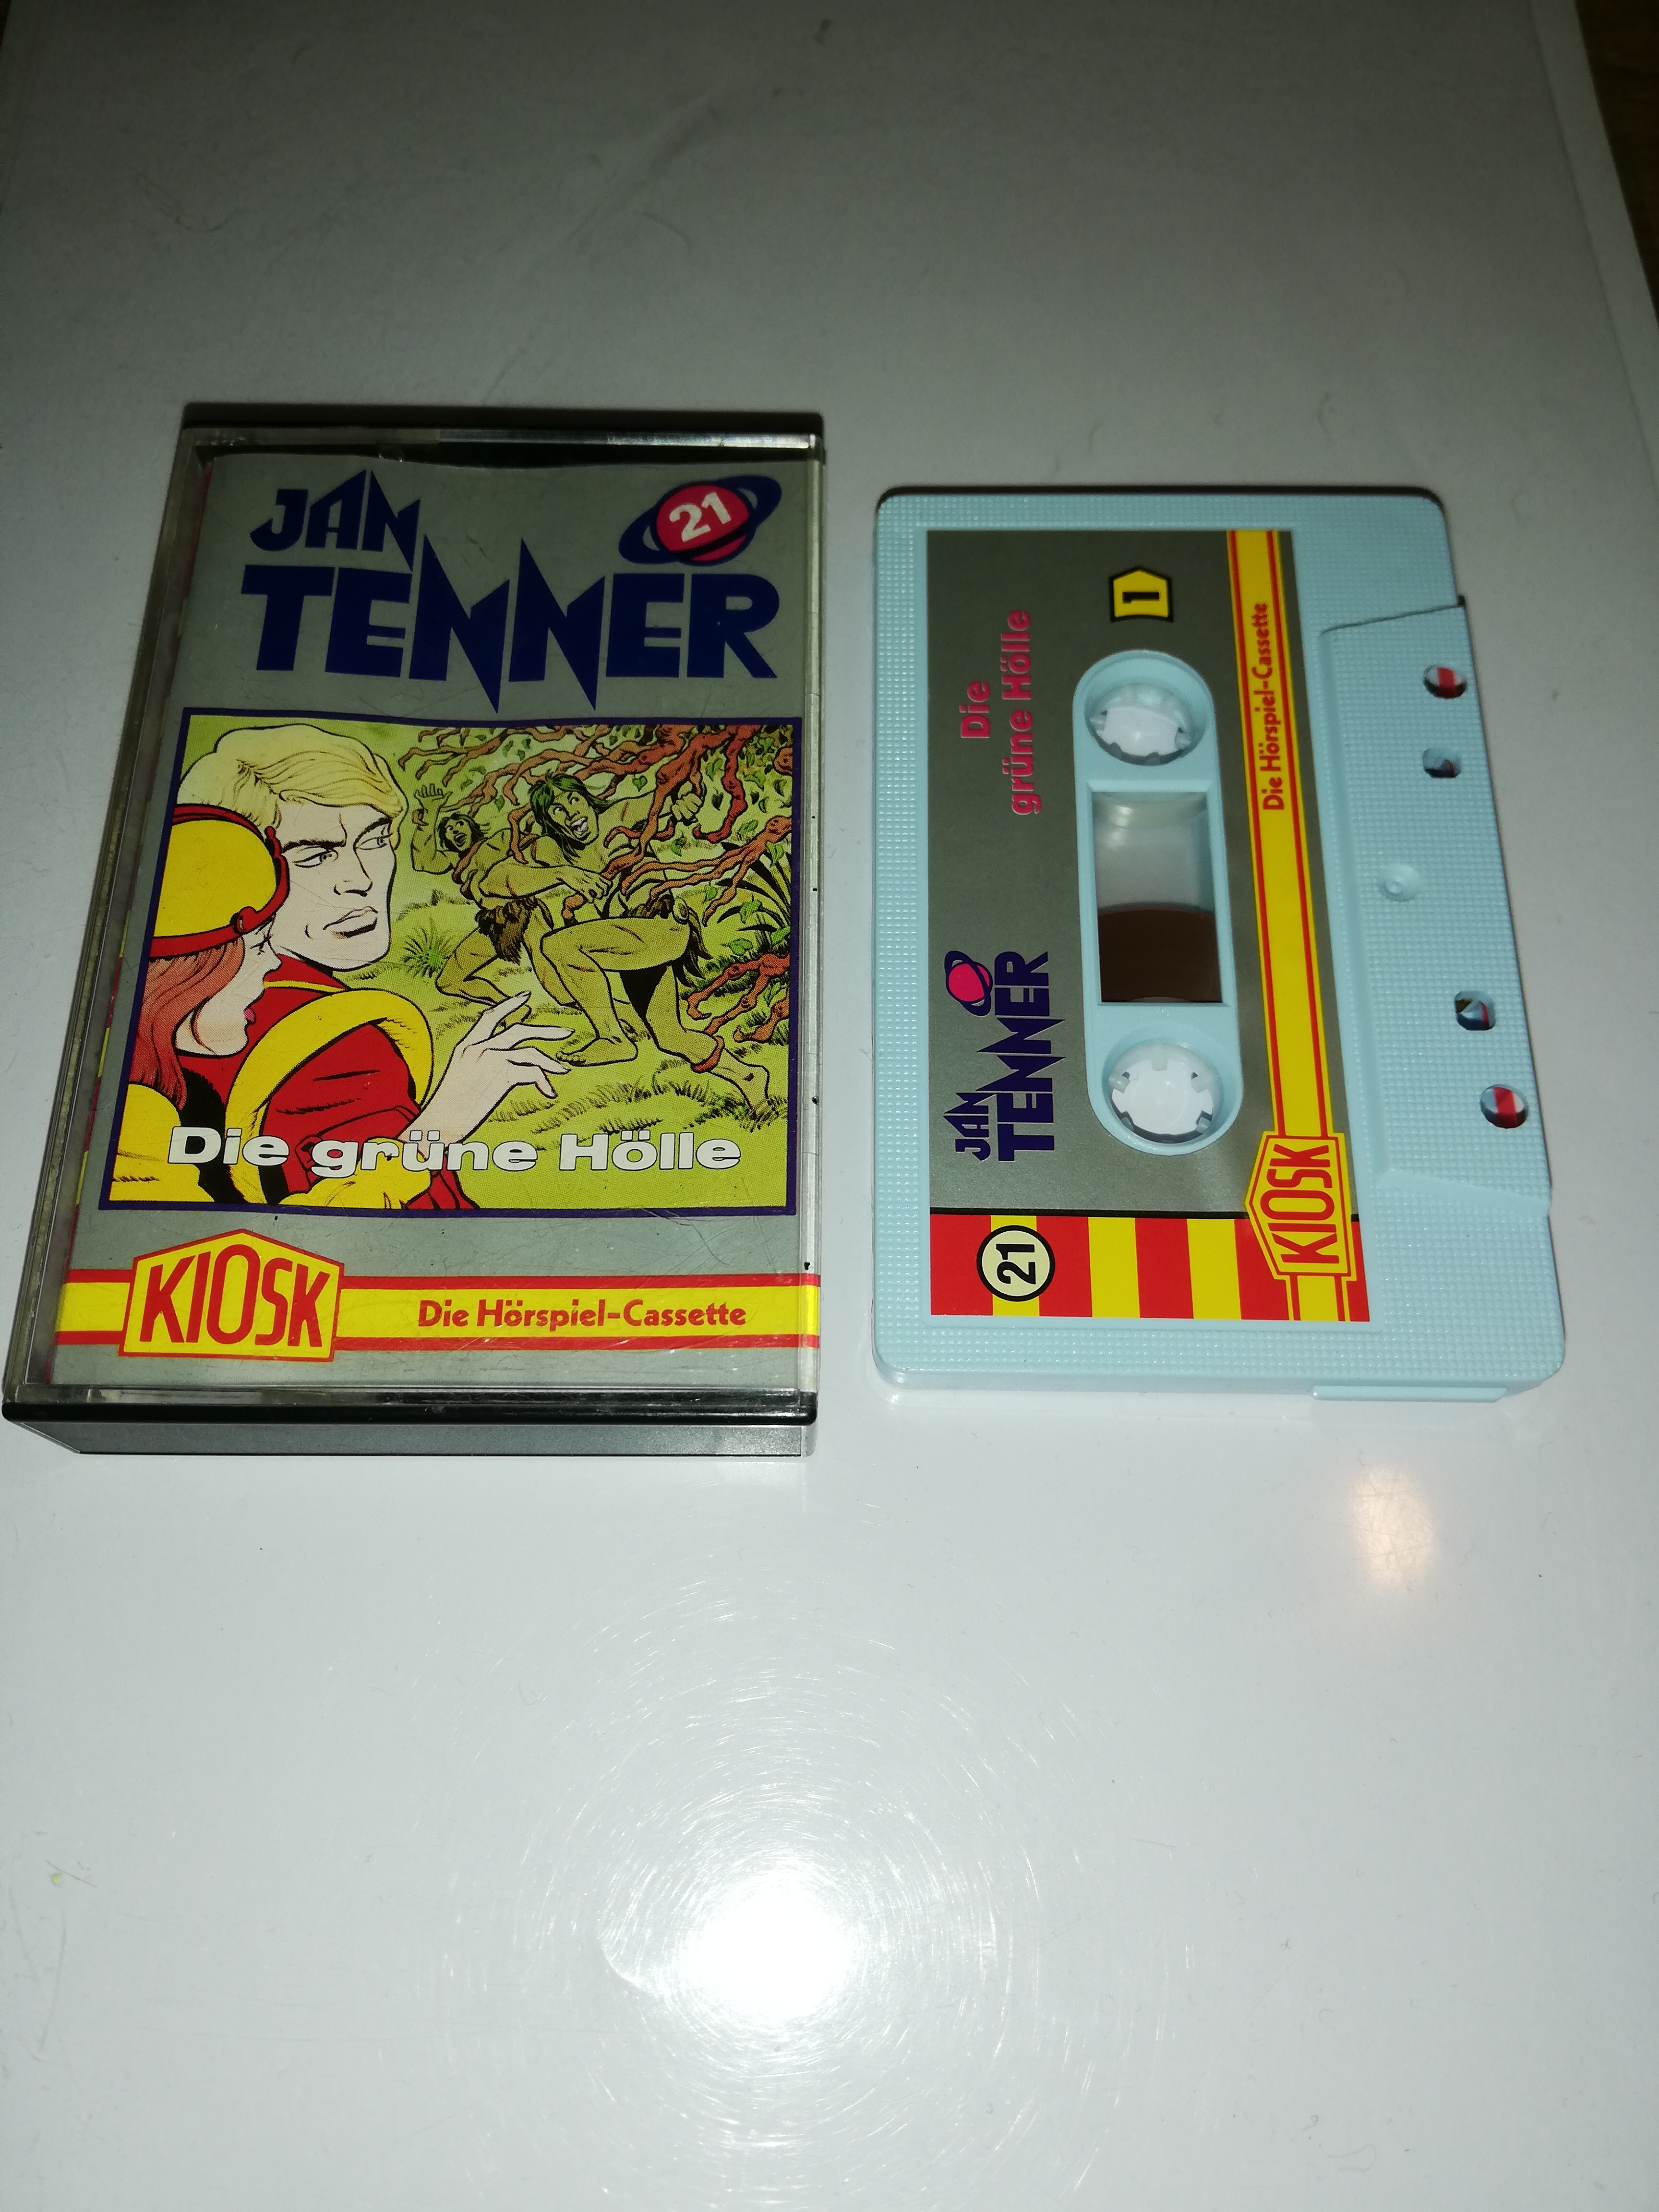 JAN
TENNER
21
Die grüne Hölle
KIOSK
Die Hörspiel-Cassette
Die
grüne Hölle
1
Die Hörspiel-Cassette
JAN
TENNER
21
KIOSK